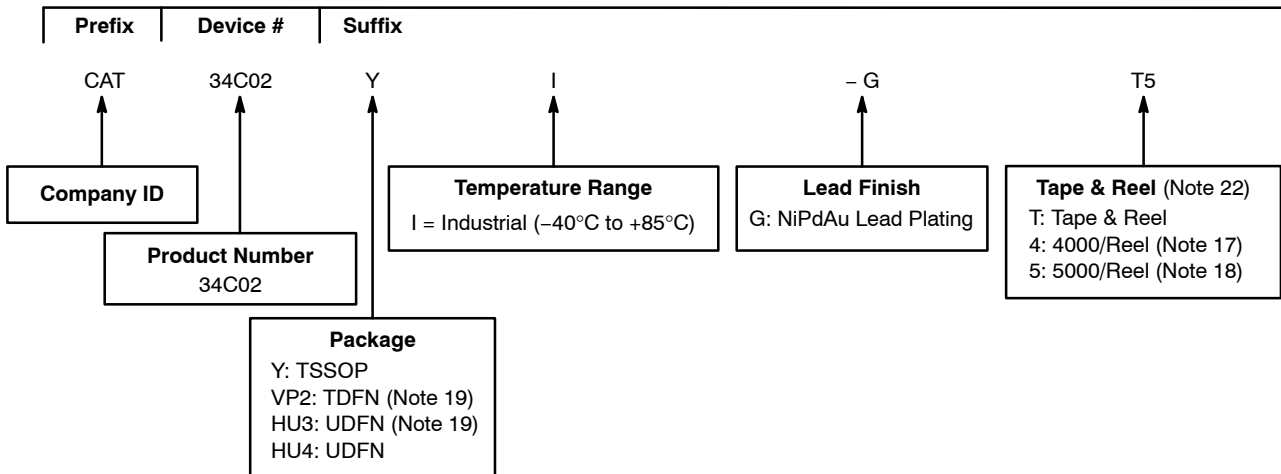 Prefix Device # Suffix
CAT 34C02 Y I – G T5
Company ID
Product Number
34C02
Package
Y: TSSOP
VP2: TDFN (Note 19)
HU3: UDFN (Note 19)
HU4: UDFN
Temperature Range
I = Industrial (−40°C to +85°C)
Lead Finish
G: NiPdAu Lead Plating
Tape & Reel (Note 22)
T: Tape & Reel
4: 4000/Reel (Note 17)
5: 5000/Reel (Note 18)